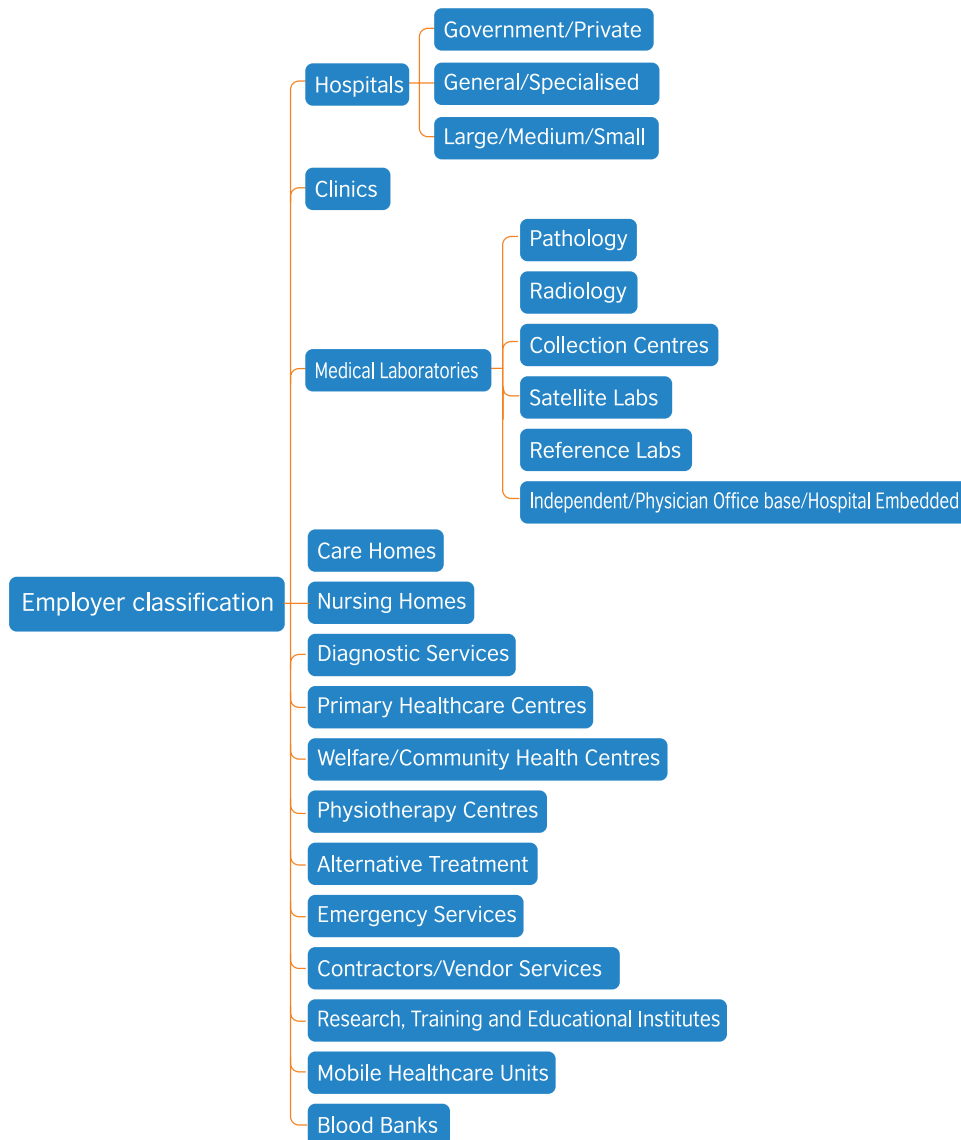 Government/Private
Hospitals
General/Specialised
Large/Medium/Small
Clinics
Pathology
Radiology
Collection Centres
Medical Laboratories
Satellite Labs
Reference Labs
Independent/Physician Office base/Hospital Embedded
Care Homes
Employer classification
Nursing Homes
Diagnostic Services
Primary Healthcare Centres
Welfare/Community Health Centres
Physiotherapy Centres
Alternative Treatment
Emergency Services
Contractors/Vendor Services
Research, Training and Educational Institutes
Mobile Healthcare Units
Blood Banks